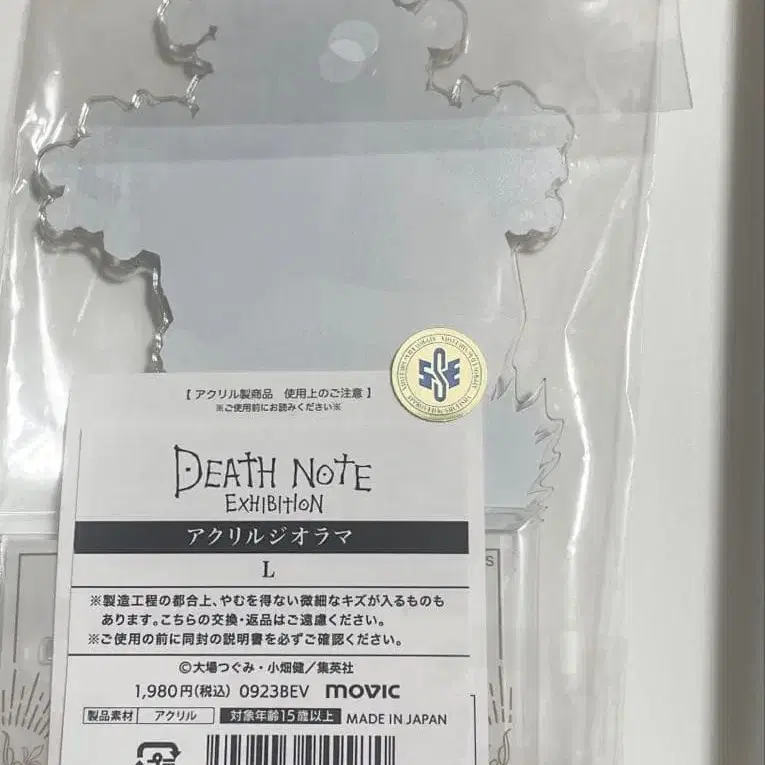 【 アクリル製商品　使用上のご注意 】
※ご使用前にお読みください※
DEATH NOTE
EXHIBITION
アクリルジオラマ
L
※製造工程の都合上、やむを得ない微細なキズが入るものも
あります。こちらの交換・返品はご遠慮ください。
※ご使用の前に同封の説明書を必ずご確認ください。
©大場つぐみ・小畑健／集英社
1,980円(税込) 0923BEV movic
製品素材 アクリル 対象年齢15歳以上 MADE IN JAPAN